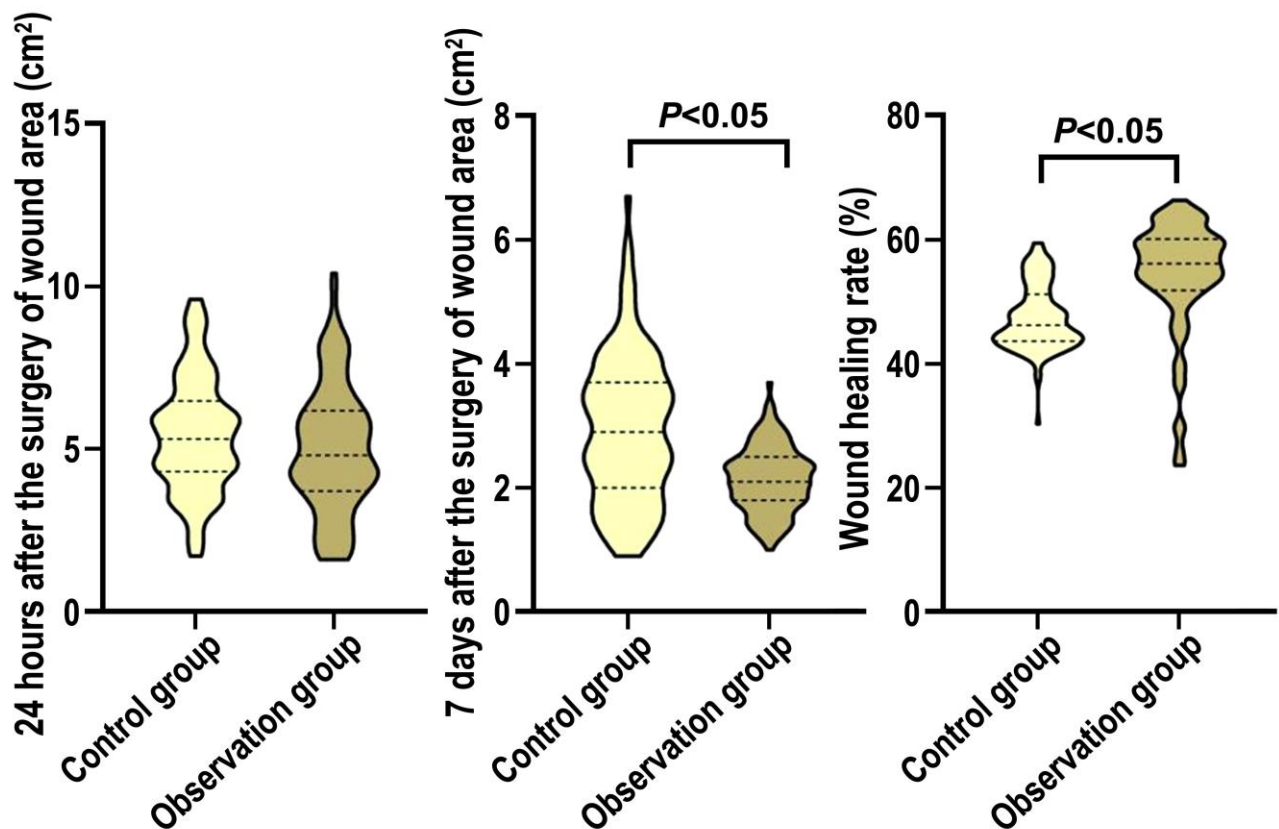 24 hours after the surgery of wound area (cm²)
15
10
5
0
Control group
Observation group
7 days after the surgery of wound area (cm²)
8
6
4
2
0
P<0.05
Control group
Observation group
Wound healing rate (%)
80
60
40
20
0
P<0.05
Control group
Observation group